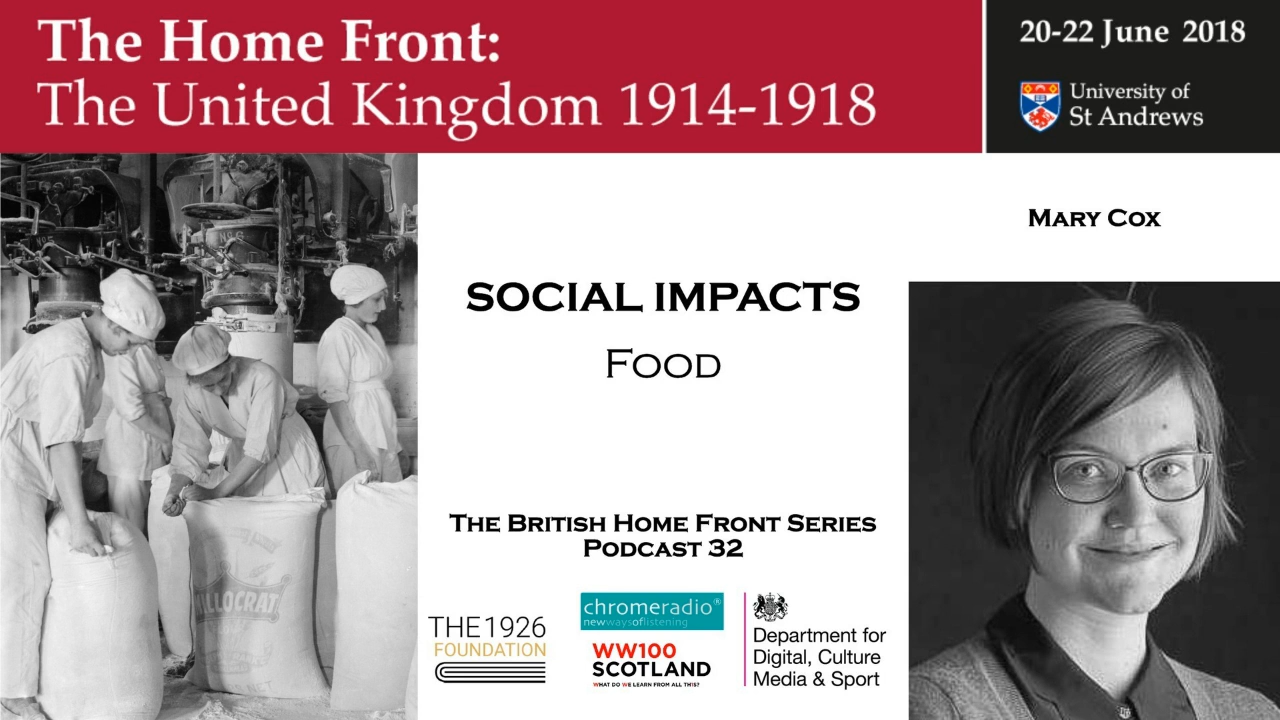 The Home Front:
The United Kingdom 1914-1918
20-22 June 2018
University of
St Andrews
Mary Cox
SOCIAL IMPACTS
FOOD
The British Home Front Series
Podcast 32
THE1926
FOUNDATION
chromeradio®
newwaysoflistening
WW100
SCOTLAND
WHAT DO WE LEARN FROM ALL THIS?
Department for
Digital, Culture
Media & Sport